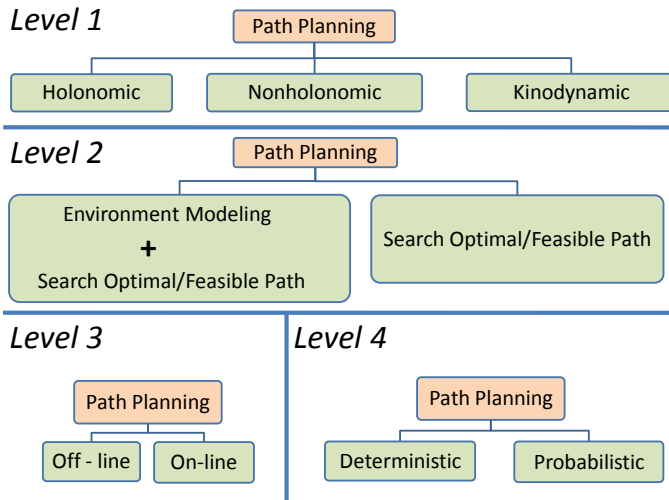 Level 1
Path Planning
Holonomic
Nonholonomic
Kinodynamic
Level 2
Path Planning
Environment Modeling
+
Search Optimal/Feasible Path
Search Optimal/Feasible Path
Level 3
Path Planning
Off - line
On-line
Level 4
Path Planning
Deterministic
Probabilistic